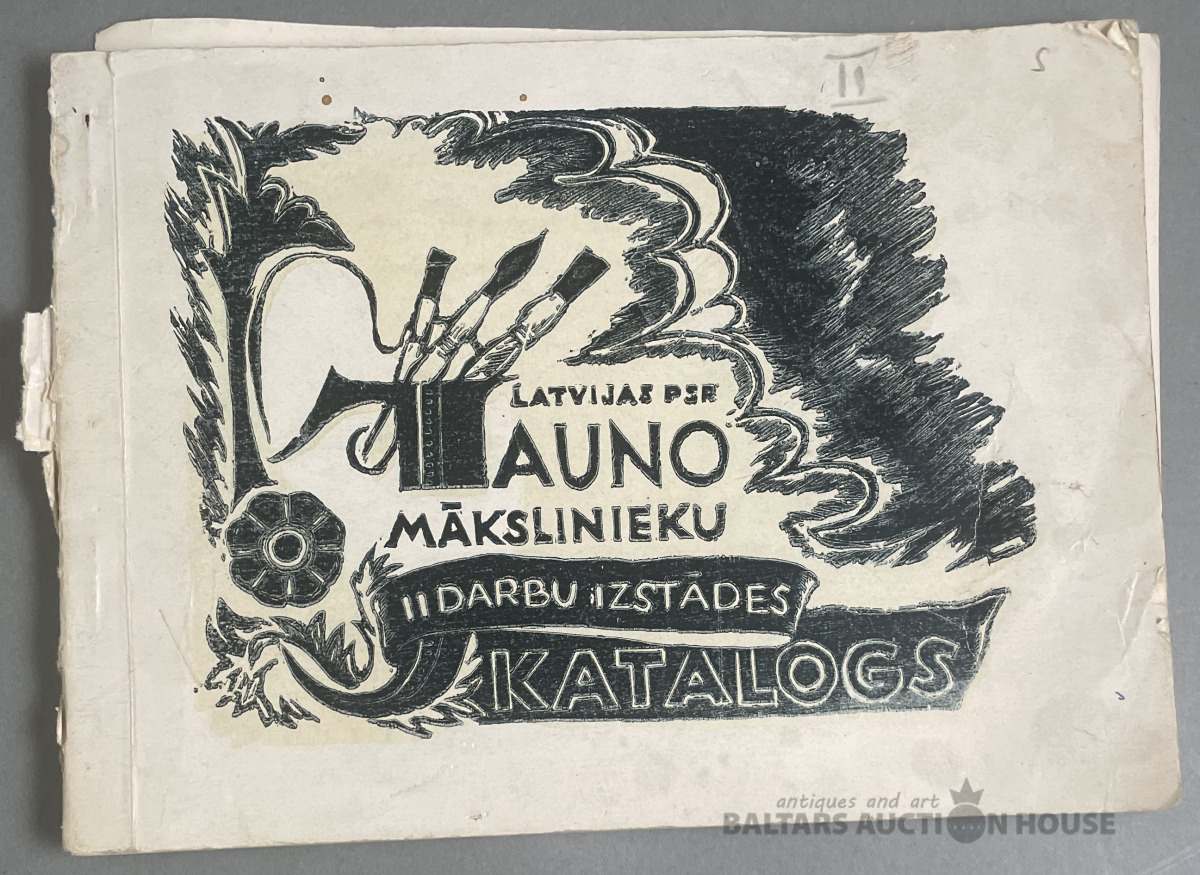 II
S
LATVIJAS PSR
JAUNO
MĀKSLINIEKU
II DARBU IZSTĀDES
KATALOGS
antiques and art
BALTARS AUCTION HOUSE